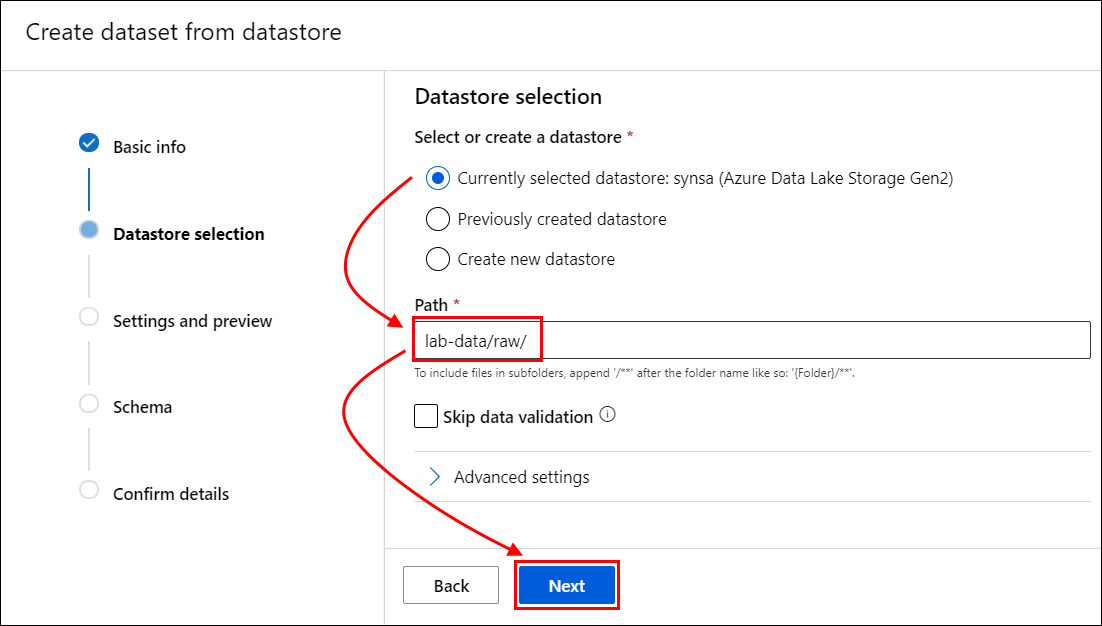 Create dataset from datastore
Basic info
Datastore selection
Settings and preview
Schema
Confirm details
Datastore selection
Select or create a datastore *
Currently selected datastore: synsa (Azure Data Lake Storage Gen2)
Previously created datastore
Create new datastore
Path *
lab-data/raw/
To include files in subfolders, append '/**' after the folder name like so: '{Folder}/**'.
Skip data validation
Advanced settings
Back
Next